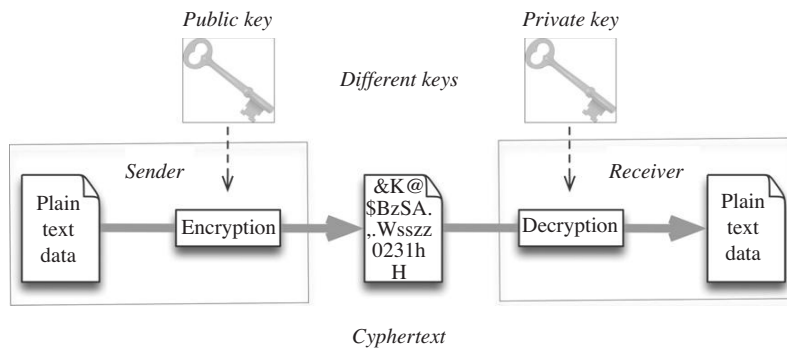 Public key
Private key
Different keys
Sender
Receiver
Plain
text
data
Encryption
&K@
$BzSA.
,.Wsszz
0231h
H
Decryption
Plain
text
data
Cyphertext